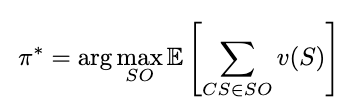 π* = arg max_{SO} 𝔼 [ ∑_{CS∈SO} v(S) ]